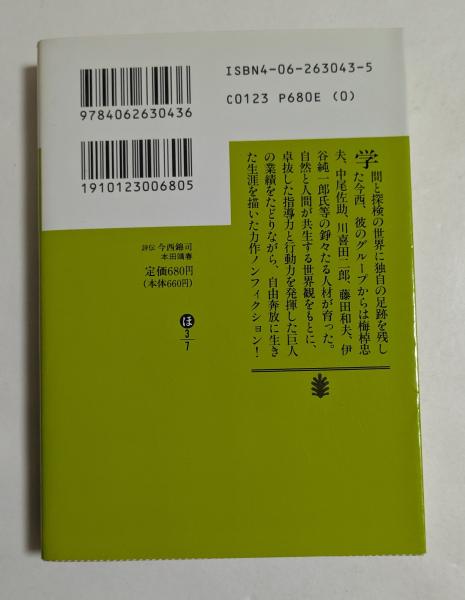 ISBN4-06-263043-5
C0123 P680E (0)
9784062630436
1910123006805
評伝 今西錦司
本田靖春
定価680円
(本体660円)
ほ
3
7
学問と探検の世界に独自の足跡を残し
た今西、彼のグループからは梅棹忠
夫、中尾佐助、川喜田二郎、藤田和夫、伊
谷純一郎氏等の錚々たる人材が育った。
自然と人間が共生する世界観をもとに、
卓抜した指導力と行動力を発揮した巨人
の業績をたどりながら、自由奔放に生き
た生涯を描いた力作ノンフィクション!